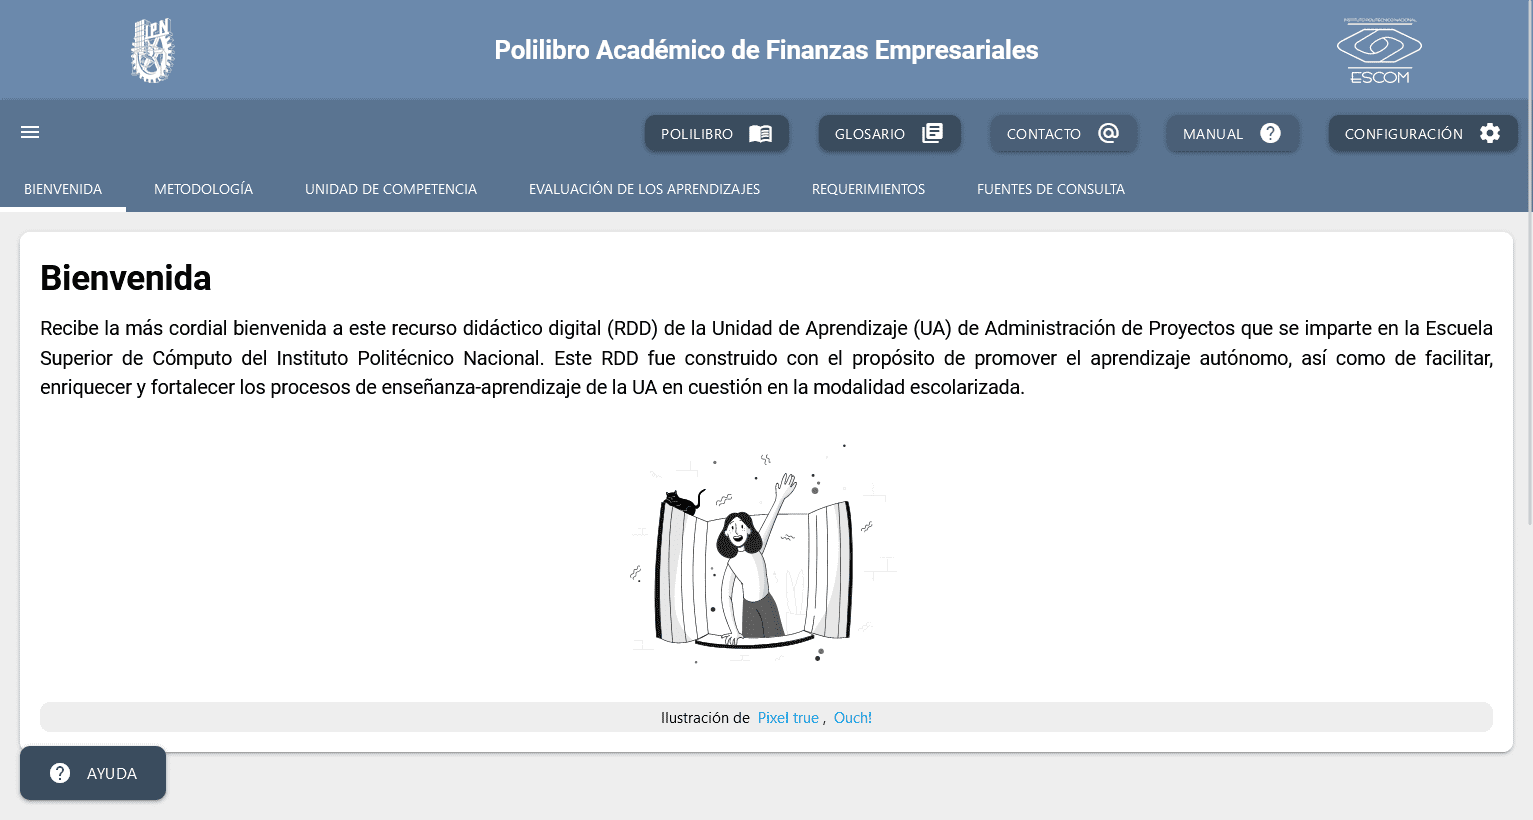 IPN
Polilibro Académico de Finanzas Empresariales
INSTITUTO POLITECNICO NACIONAL
ESCOM
POLILIBRO
GLOSARIO
CONTACTO
MANUAL
CONFIGURACIÓN
BIENVENIDA
METODOLOGÍA
UNIDAD DE COMPETENCIA
EVALUACIÓN DE LOS APRENDIZAJES
REQUERIMIENTOS
FUENTES DE CONSULTA
Bienvenida
Recibe la más cordial bienvenida a este recurso didáctico digital (RDD) de la Unidad de Aprendizaje (UA) de Administración de Proyectos que se imparte en la Escuela
Superior de Cómputo del Instituto Politécnico Nacional. Este RDD fue construido con el propósito de promover el aprendizaje autónomo, así como de facilitar,
enriquecer y fortalecer los procesos de enseñanza-aprendizaje de la UA en cuestión en la modalidad escolarizada.
Ilustración de Pixel true , Ouch!
AYUDA